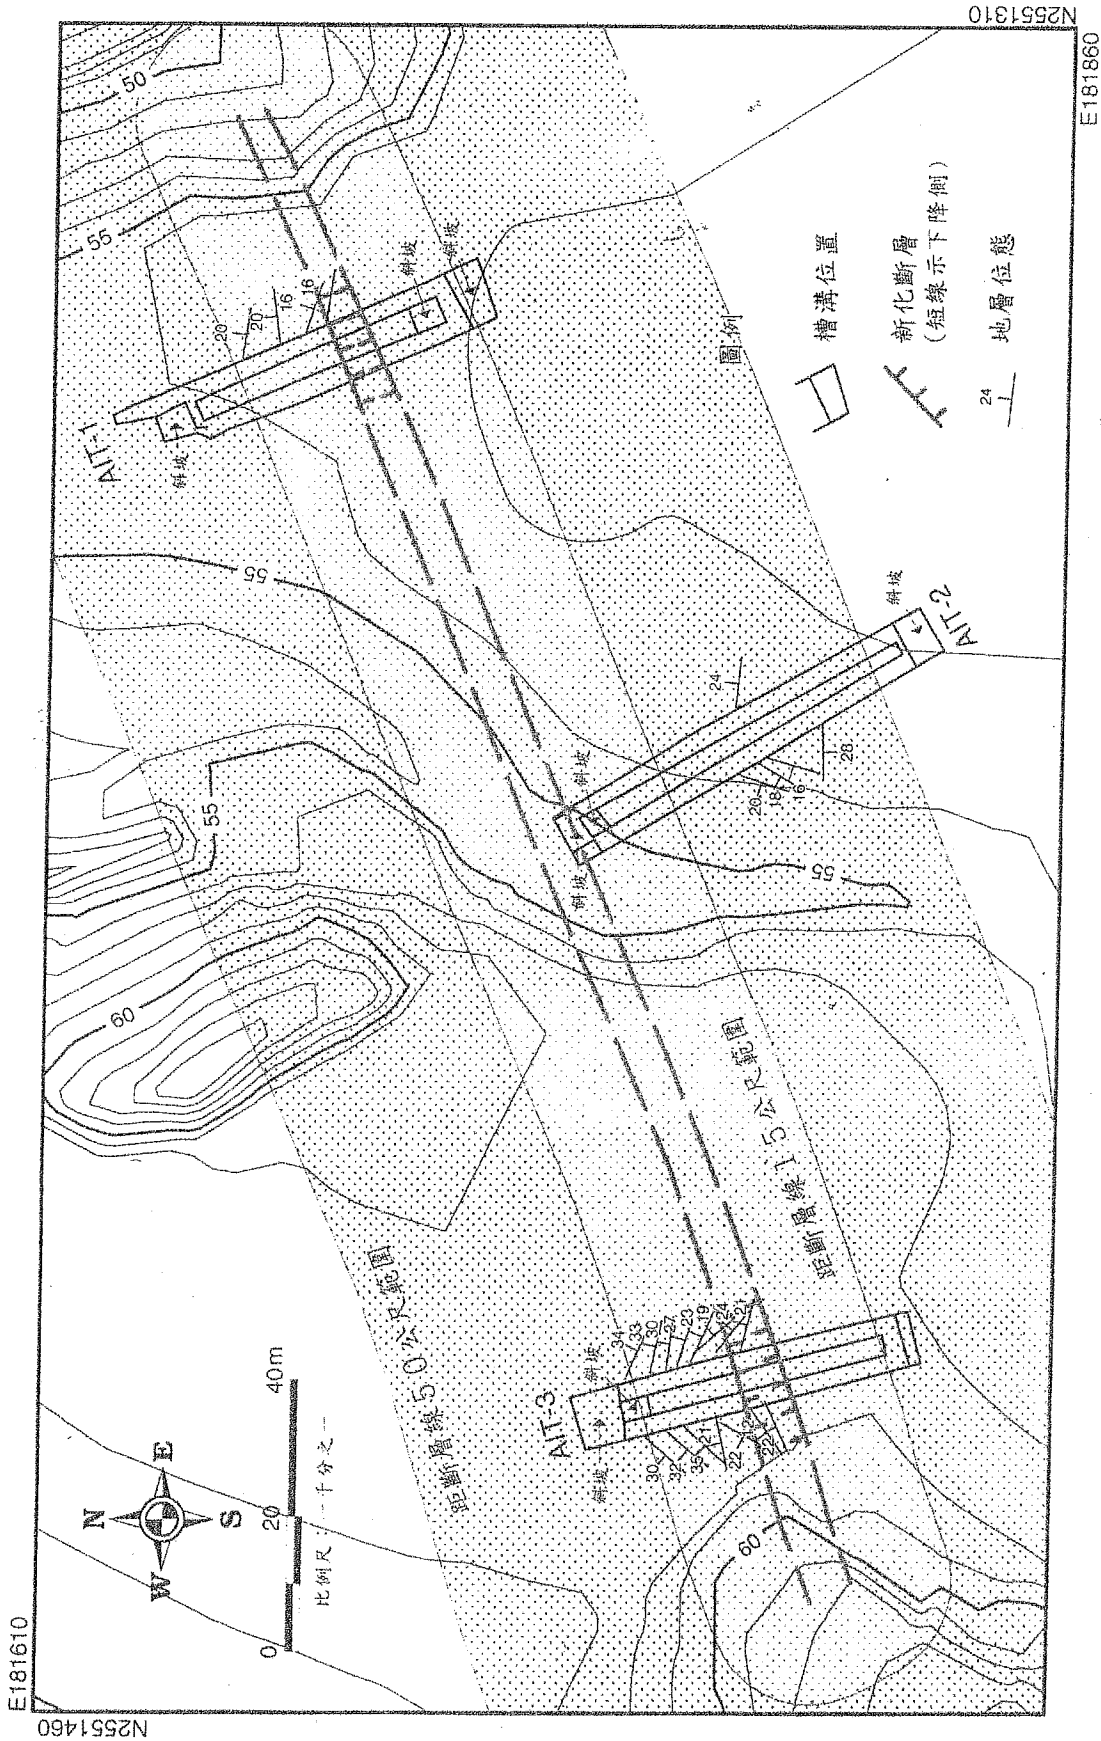 E181610
N2551460
N
W
E
S
0
20
40m
比例尺 一千分之一
距斷層線50公尺範圍
距斷層線15公尺範圍
60
55
55
55
50
55
60
AIT-3
斜坡
斜坡
34
33
30
27
23
19
24
21
30
32
35
21
22
22
AIT-2
斜坡
斜坡
斜坡
24
20
18
16
28
AIT-1
斜坡
斜坡
斜坡
20
20
16
16
圖例
槽溝位置
新化斷層
(短線示下降側)
24
地層位態
N2551310
E181860